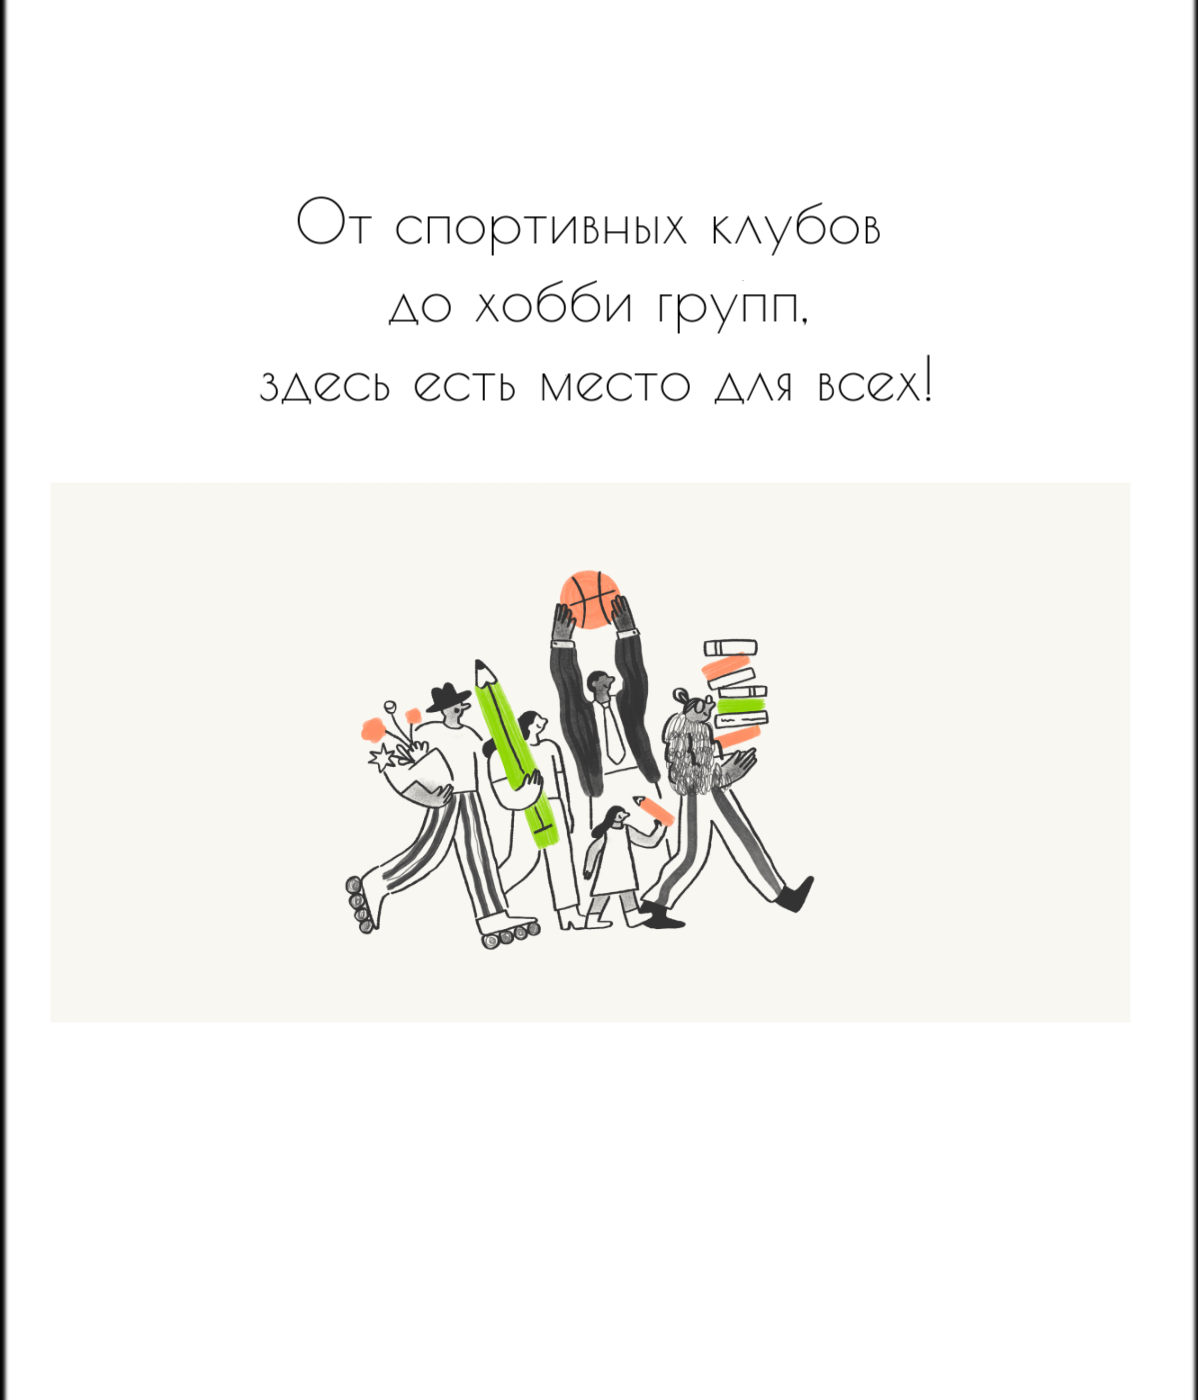 От спортивных клубов
до хобби групп,
здесь есть место для всех!